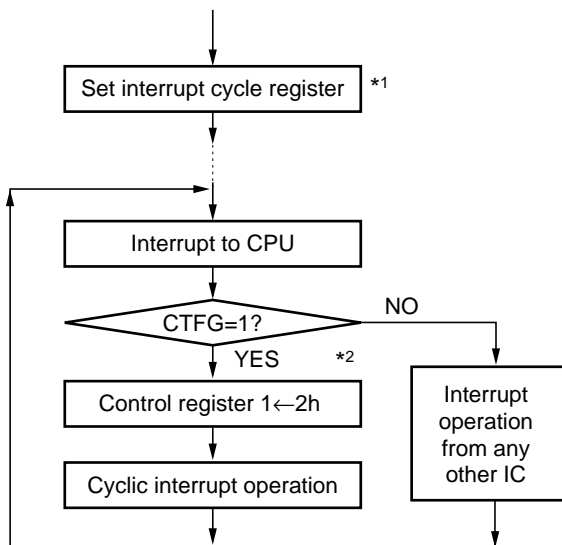 Set interrupt cycle register *1
Interrupt to CPU
CTFG=1?
NO
YES *2
Control register 1←2h
Cyclic interrupt operation
Interrupt
operation
from any
other IC